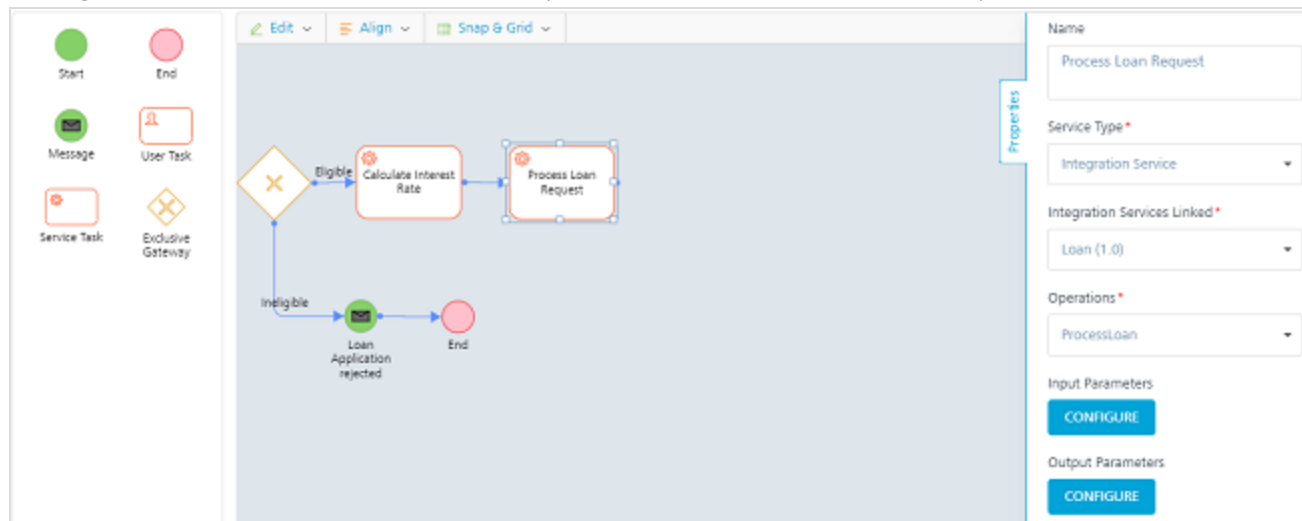 Start
End
Message
User Task
Service Task
Exclusive
Gateway
Edit
Align
Snap & Grid
Eligible
Calculate Interest
Rate
Process Loan
Request
Ineligible
Loan
Application
rejected
End
Properties
Name
Process Loan Request
Service Type*
Integration Service
Integration Services Linked*
Loan (1.0)
Operations*
ProcessLoan
Input Parameters
CONFIGURE
Output Parameters
CONFIGURE